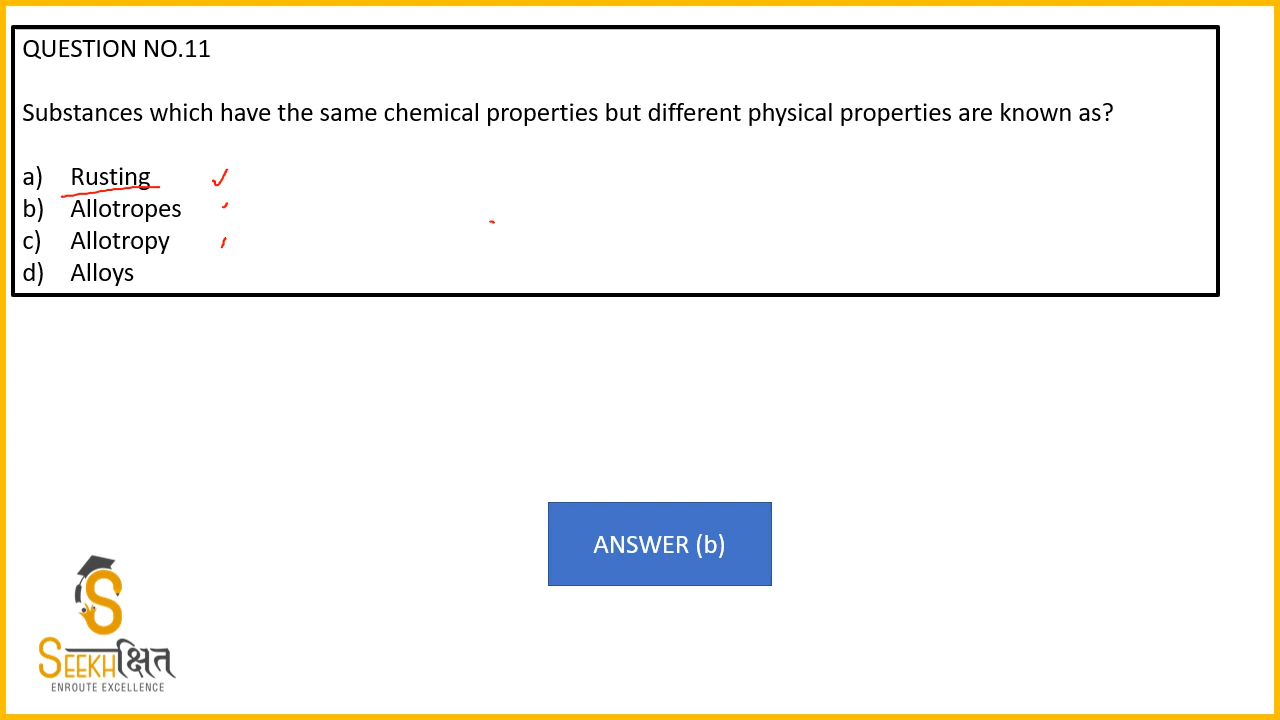 QUESTION NO.11
Substances which have the same chemical properties but different physical properties are known as?
a) Rusting
b) Allotropes
c) Allotropy
d) Alloys
ANSWER (b)
SEEKHक्षित
ENROUTE EXCELLENCE